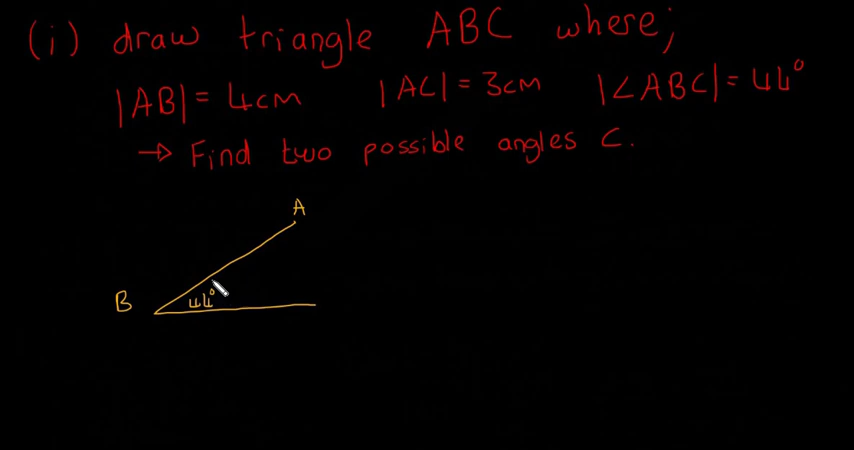 (i) draw triangle ABC where;
|AB| = 4cm |AC| = 3cm |∠ABC| = 44°
→ Find two possible angles C.
A
B 44°